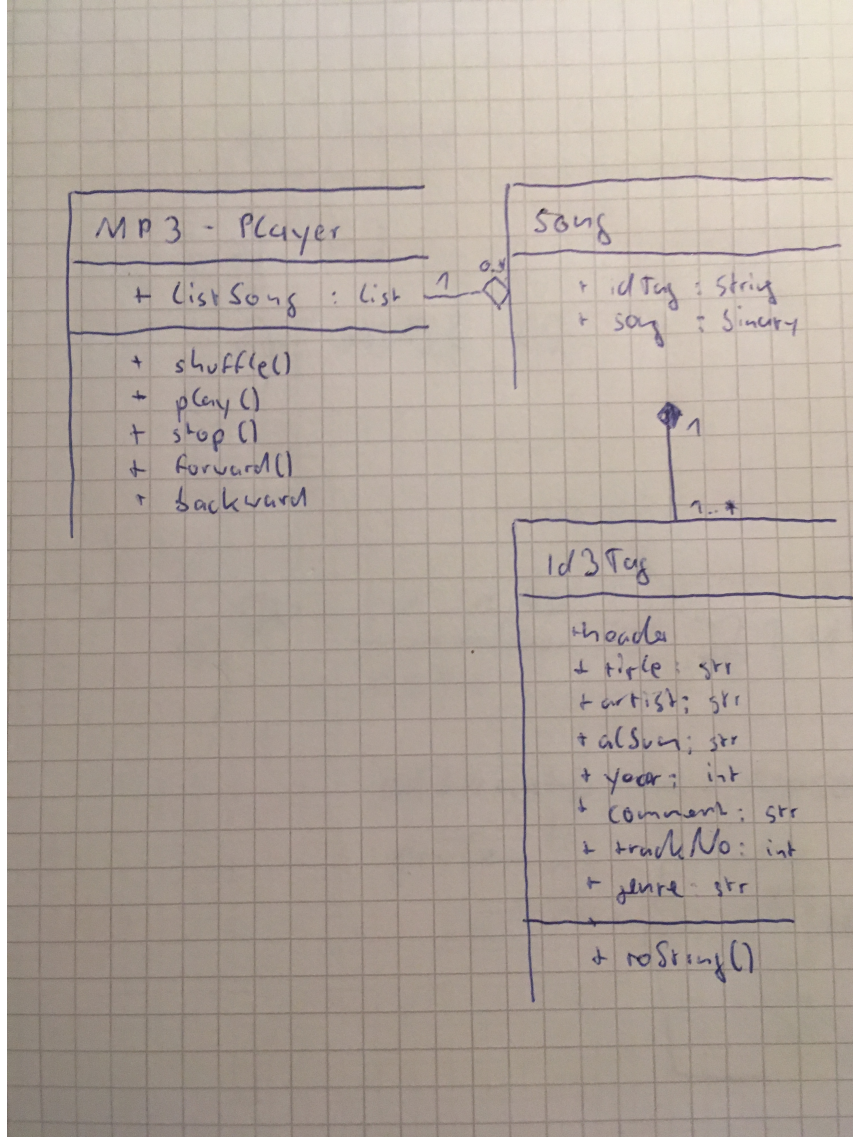 MP3 - Player
+ listSong : list
1
0..*
+ shuffle()
+ play()
+ stop()
+ forward()
+ backward
Song
+ idTag : String
+ song : binary
1
1..*
Id3Tag
+header
+ title: str
+ artist: str
+ album: str
+ year: int
+ comment: str
+ trackNo: int
+ genre: str
+ toString()